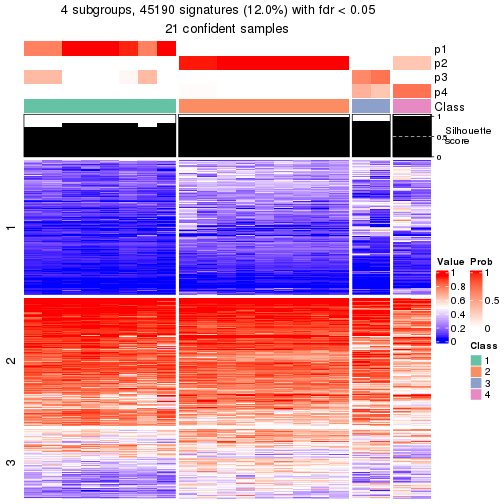 4 subgroups, 45190 signatures (12.0%) with fdr < 0.05
21 confident samples
p1
p2
p3
p4
Class
1
0.5
0
Silhouette
score
1
2
3
Value
1
0.8
0.6
0.4
0.2
0
Prob
1
0.5
0
Class
1
2
3
4